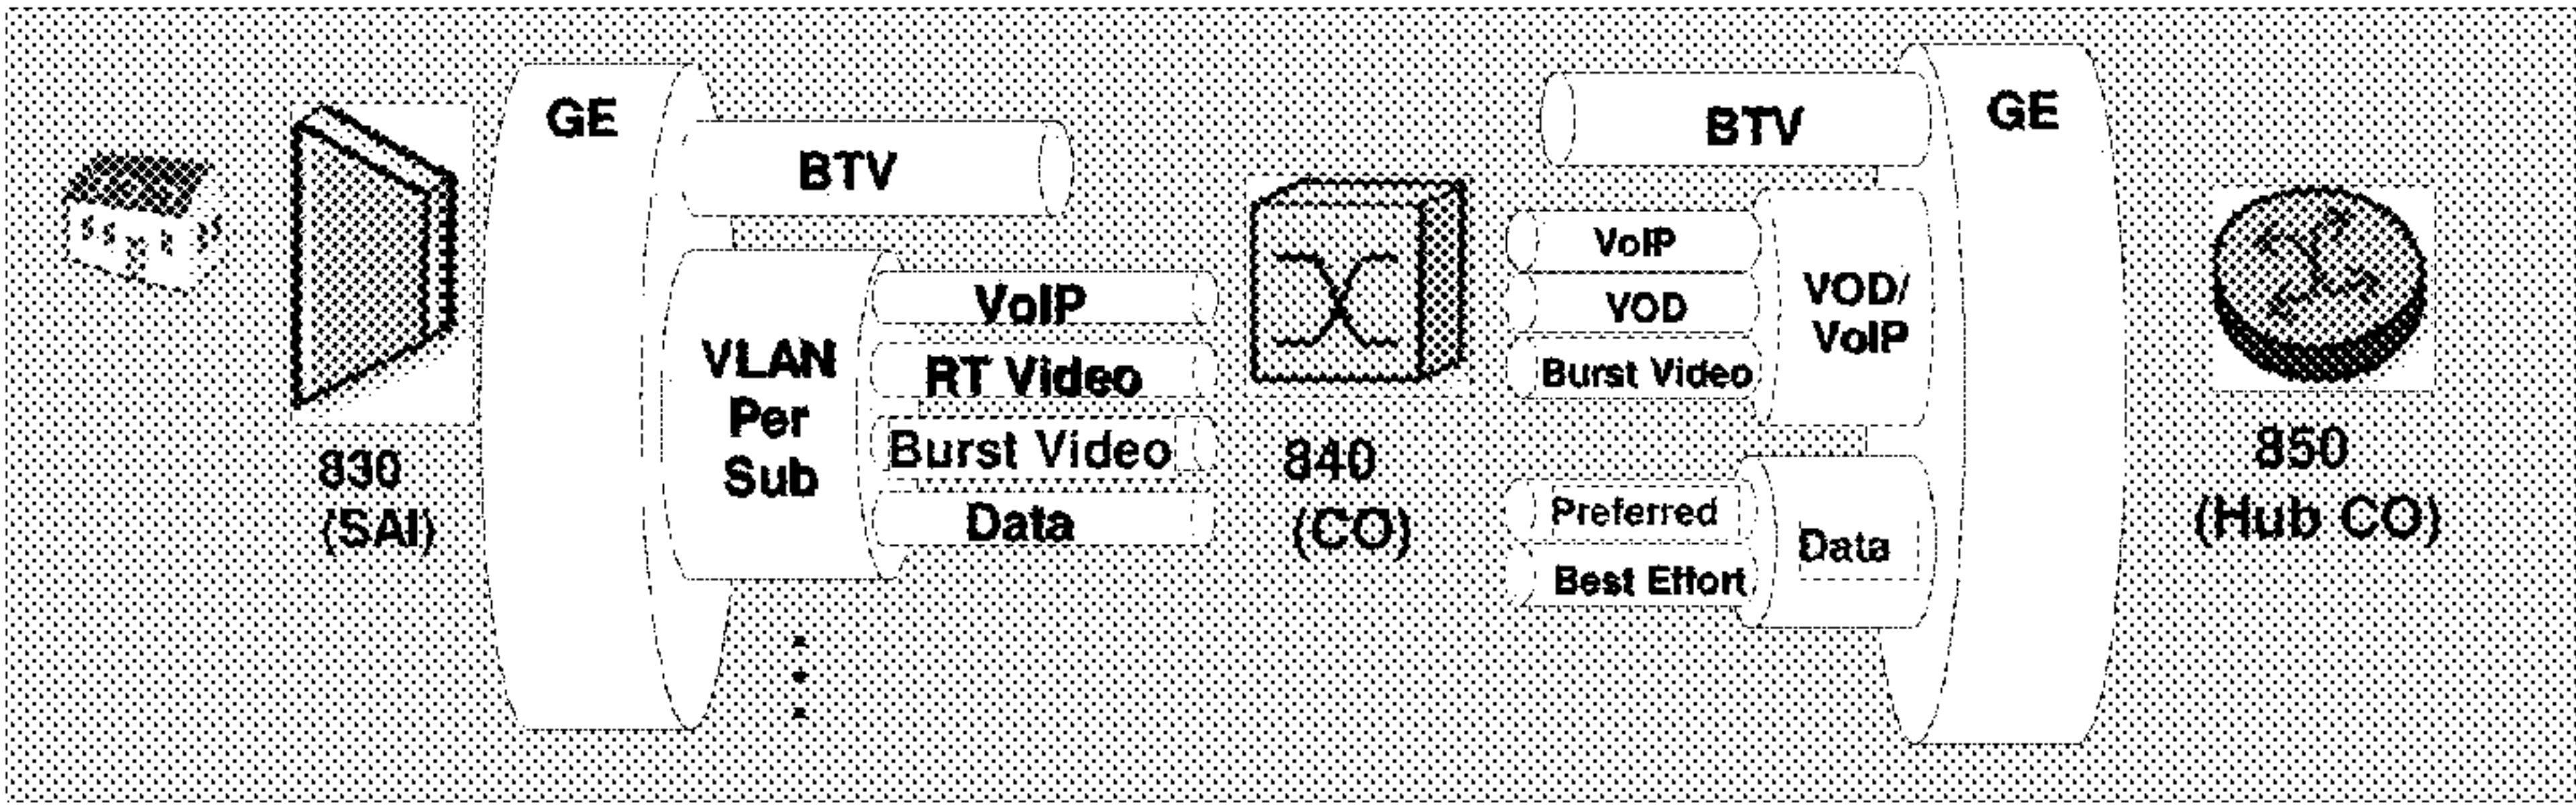 GE
BTV
VLAN
Per
Sub
VoIP
RT Video
Burst Video
Data
830
(SAI)
840
(CO)
BTV
GE
VoIP
VOD
Burst Video
VOD/
VoIP
Preferred
Best Effort
Data
850
(Hub CO)